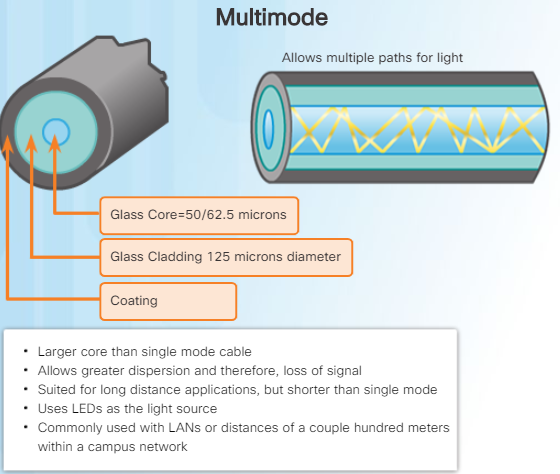 Multimode
Allows multiple paths for light
Glass Core=50/62.5 microns
Glass Cladding 125 microns diameter
Coating
• Larger core than single mode cable
• Allows greater dispersion and therefore, loss of signal
• Suited for long distance applications, but shorter than single mode
• Uses LEDs as the light source
• Commonly used with LANs or distances of a couple hundred meters
within a campus network